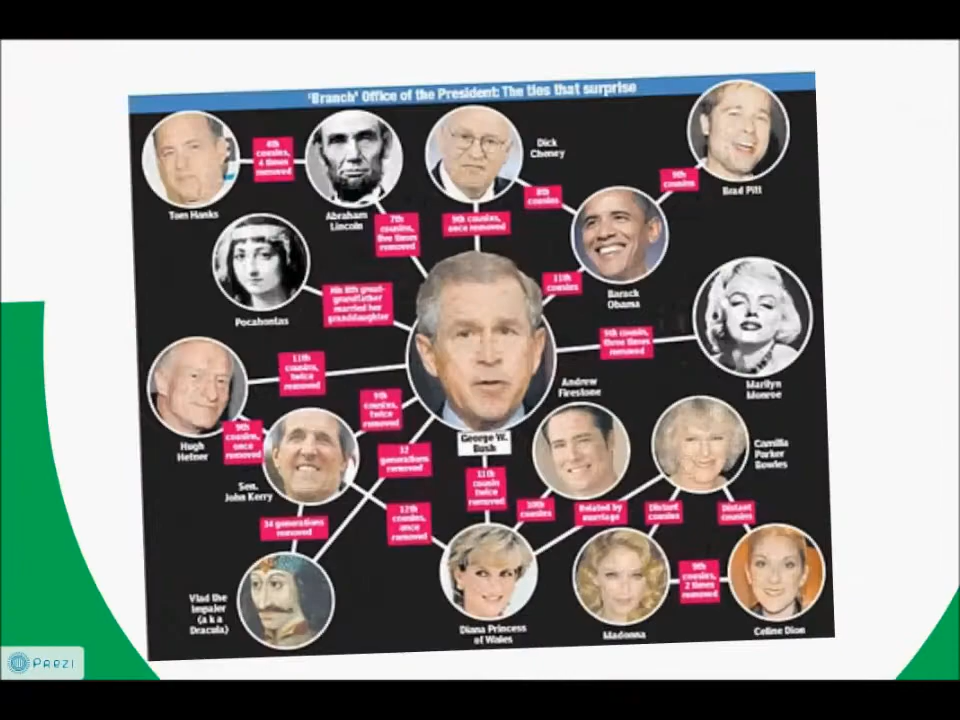 'Branch' Office of the President: The ties that surprise
Tom Hanks
4th
cousins,
4 times
removed
Abraham
Lincoln
7th
cousins,
five times
removed
Dick
Cheney
9th cousins,
once removed
8th
cousins
9th
cousins
Brad Pitt
Barack
Obama
11th
cousins
Pocahontas
His 8th great-
grandfather
married her
granddaughter
9th cousin,
three times
removed
Marilyn
Monroe
11th
cousins,
twice
removed
Hugh
Hefner
9th
cousins,
once
removed
9th
cousins,
twice
removed
Sen.
John Kerry
32
generations
removed
George W.
Bush
Andrew
Firestone
Camilla
Parker
Bowles
11th
cousin
twice
removed
10th
cousins
Related by
marriage
Distant
cousins
Distant
cousins
34 generations
removed
12th
cousins,
once
removed
Vlad the
Impaler
(a k a
Dracula)
Diana Princess
of Wales
Madonna
9th
cousins,
2 times
removed
Celine Dion
PREZI